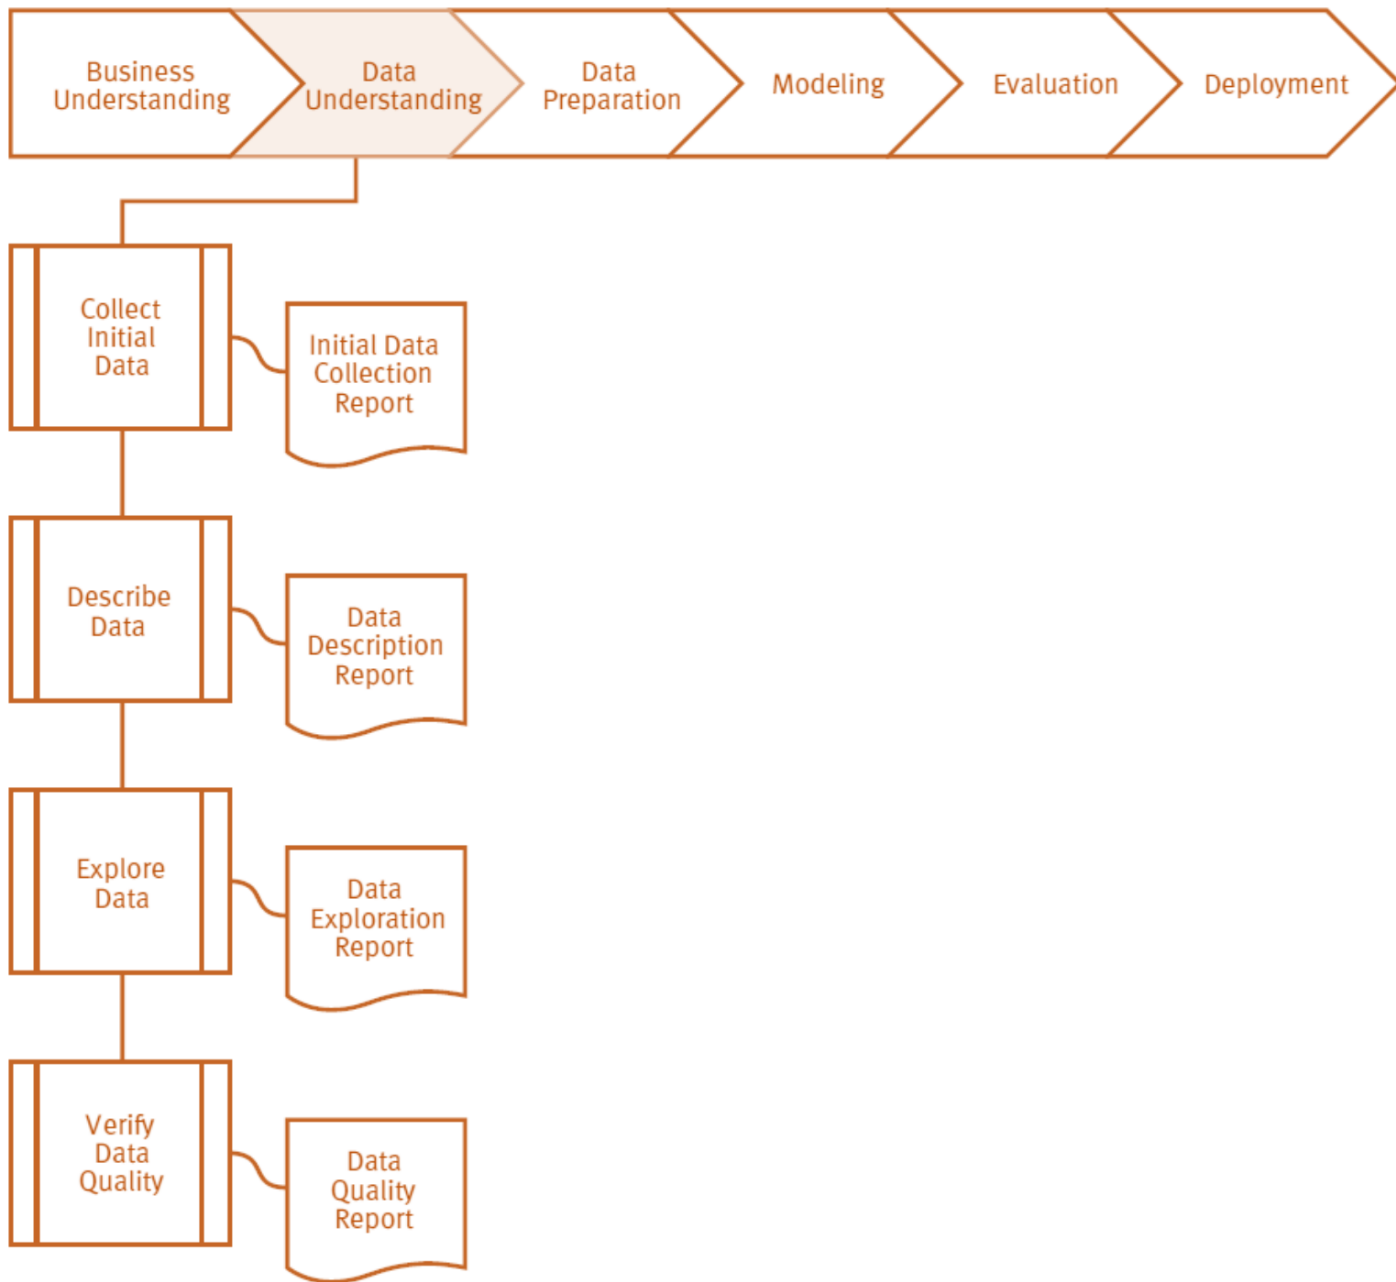 Business
Understanding
Data
Understanding
Data
Preparation
Modeling
Evaluation
Deployment
Collect
Initial
Data
Initial Data
Collection
Report
Describe
Data
Data
Description
Report
Explore
Data
Data
Exploration
Report
Verify
Data
Quality
Data
Quality
Report